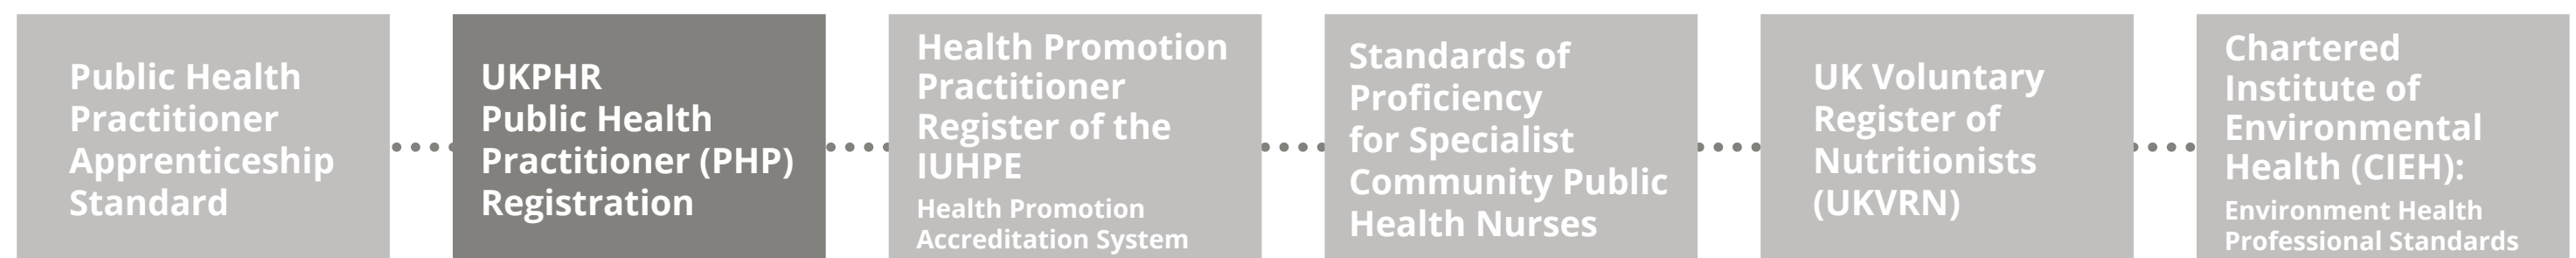 Public Health
Practitioner
Apprenticeship
Standard
UKPHR
Public Health
Practitioner (PHP)
Registration
Health Promotion
Practitioner
Register of the
IUHPE
Health Promotion
Accreditation System
Standards of
Proficiency
for Specialist
Community Public
Health Nurses
UK Voluntary
Register of
Nutritionists
(UKVRN)
Chartered
Institute of
Environmental
Health (CIEH):
Environment Health
Professional Standards